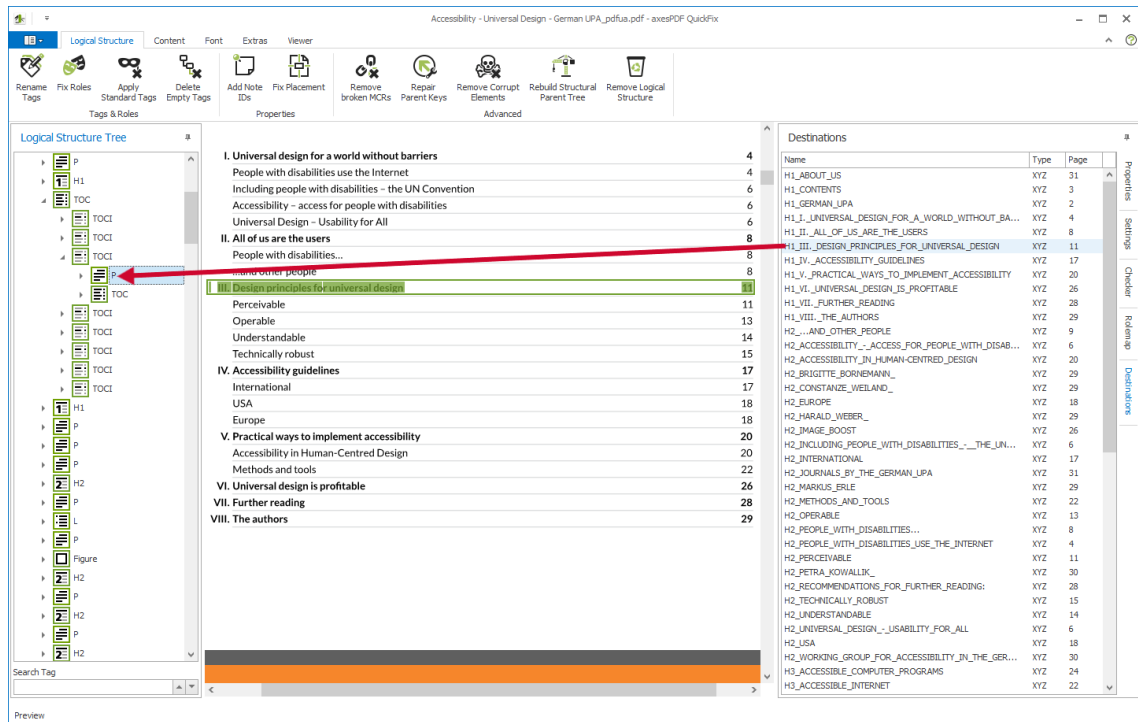 Accessibility - Universal Design - German UPA_pdfua.pdf - axesPDF QuickFix
Logical Structure Content Font Extras Viewer
Rename Tags
Fix Roles
Apply Standard Tags
Delete Empty Tags
Add Note IDs
Fix Placement
Remove broken MCRs
Repair Parent Keys
Remove Corrupt Elements
Rebuild Structural Parent Tree
Remove Logical Structure
Tags & Roles
Properties
Advanced
Logical Structure Tree
P
H1
TOC
TOCI
TOCI
TOCI
P
TOC
TOCI
TOCI
TOCI
TOCI
TOCI
H1
P
P
P
H2
P
L
P
Figure
H2
P
H2
P
H2
Search Tag
Preview
I. Universal design for a world without barriers 4
People with disabilities use the Internet 4
Including people with disabilities – the UN Convention 6
Accessibility – access for people with disabilities 6
Universal Design – Usability for All 6
II. All of us are the users 8
People with disabilities... 8
...and other people 8
III. Design principles for universal design 11
Perceivable 11
Operable 13
Understandable 14
Technically robust 15
IV. Accessibility guidelines 17
International 17
USA 18
Europe 18
V. Practical ways to implement accessibility 20
Accessibility in Human-Centred Design 20
Methods and tools 22
VI. Universal design is profitable 26
VII. Further reading 28
VIII. The authors 29
Destinations
Name Type Page
H1_ABOUT_US XYZ 31
H1_CONTENTS XYZ 3
H1_GERMAN_UPA XYZ 2
H1_I._UNIVERSAL_DESIGN_FOR_A_WORLD_WITHOUT_BA... XYZ 4
H1_II._ALL_OF_US_ARE_THE_USERS XYZ 8
H1_III._DESIGN_PRINCIPLES_FOR_UNIVERSAL_DESIGN XYZ 11
H1_IV._ACCESSIBILITY_GUIDELINES XYZ 17
H1_V._PRACTICAL_WAYS_TO_IMPLEMENT_ACCESSIBILITY XYZ 20
H1_VI._UNIVERSAL_DESIGN_IS_PROFITABLE XYZ 26
H1_VII._FURTHER_READING XYZ 28
H1_VIII._THE_AUTHORS XYZ 29
H2_...AND_OTHER_PEOPLE XYZ 9
H2_ACCESSIBILITY_-_ACCESS_FOR_PEOPLE_WITH_DISAB... XYZ 6
H2_ACCESSIBILITY_IN_HUMAN-CENTRED_DESIGN XYZ 20
H2_BRIGITTE_BORNEMANN_ XYZ 29
H2_CONSTANZE_WEILAND_ XYZ 29
H2_EUROPE XYZ 18
H2_HARALD_WEBER_ XYZ 29
H2_IMAGE_BOOST XYZ 26
H2_INCLUDING_PEOPLE_WITH_DISABILITIES_-__THE_UN... XYZ 6
H2_INTERNATIONAL XYZ 17
H2_JOURNALS_BY_THE_GERMAN_UPA XYZ 31
H2_MARKUS_ERLE XYZ 29
H2_METHODS_AND_TOOLS XYZ 22
H2_OPERABLE XYZ 13
H2_PEOPLE_WITH_DISABILITIES... XYZ 8
H2_PEOPLE_WITH_DISABILITIES_USE_THE_INTERNET XYZ 4
H2_PERCEIVABLE XYZ 11
H2_PETRA_KOWALLIK_ XYZ 30
H2_RECOMMENDATIONS_FOR_FURTHER_READING: XYZ 28
H2_TECHNICALLY_ROBUST XYZ 15
H2_UNDERSTANDABLE XYZ 14
H2_UNIVERSAL_DESIGN_-_USABILITY_FOR_ALL XYZ 6
H2_USA XYZ 18
H2_WORKING_GROUP_FOR_ACCESSIBILITY_IN_THE_GER... XYZ 30
H3_ACCESSIBLE_COMPUTER_PROGRAMS XYZ 24
H3_ACCESSIBLE_INTERNET XYZ 22
Properties
Settings
Checker
Rolemap
Destinations